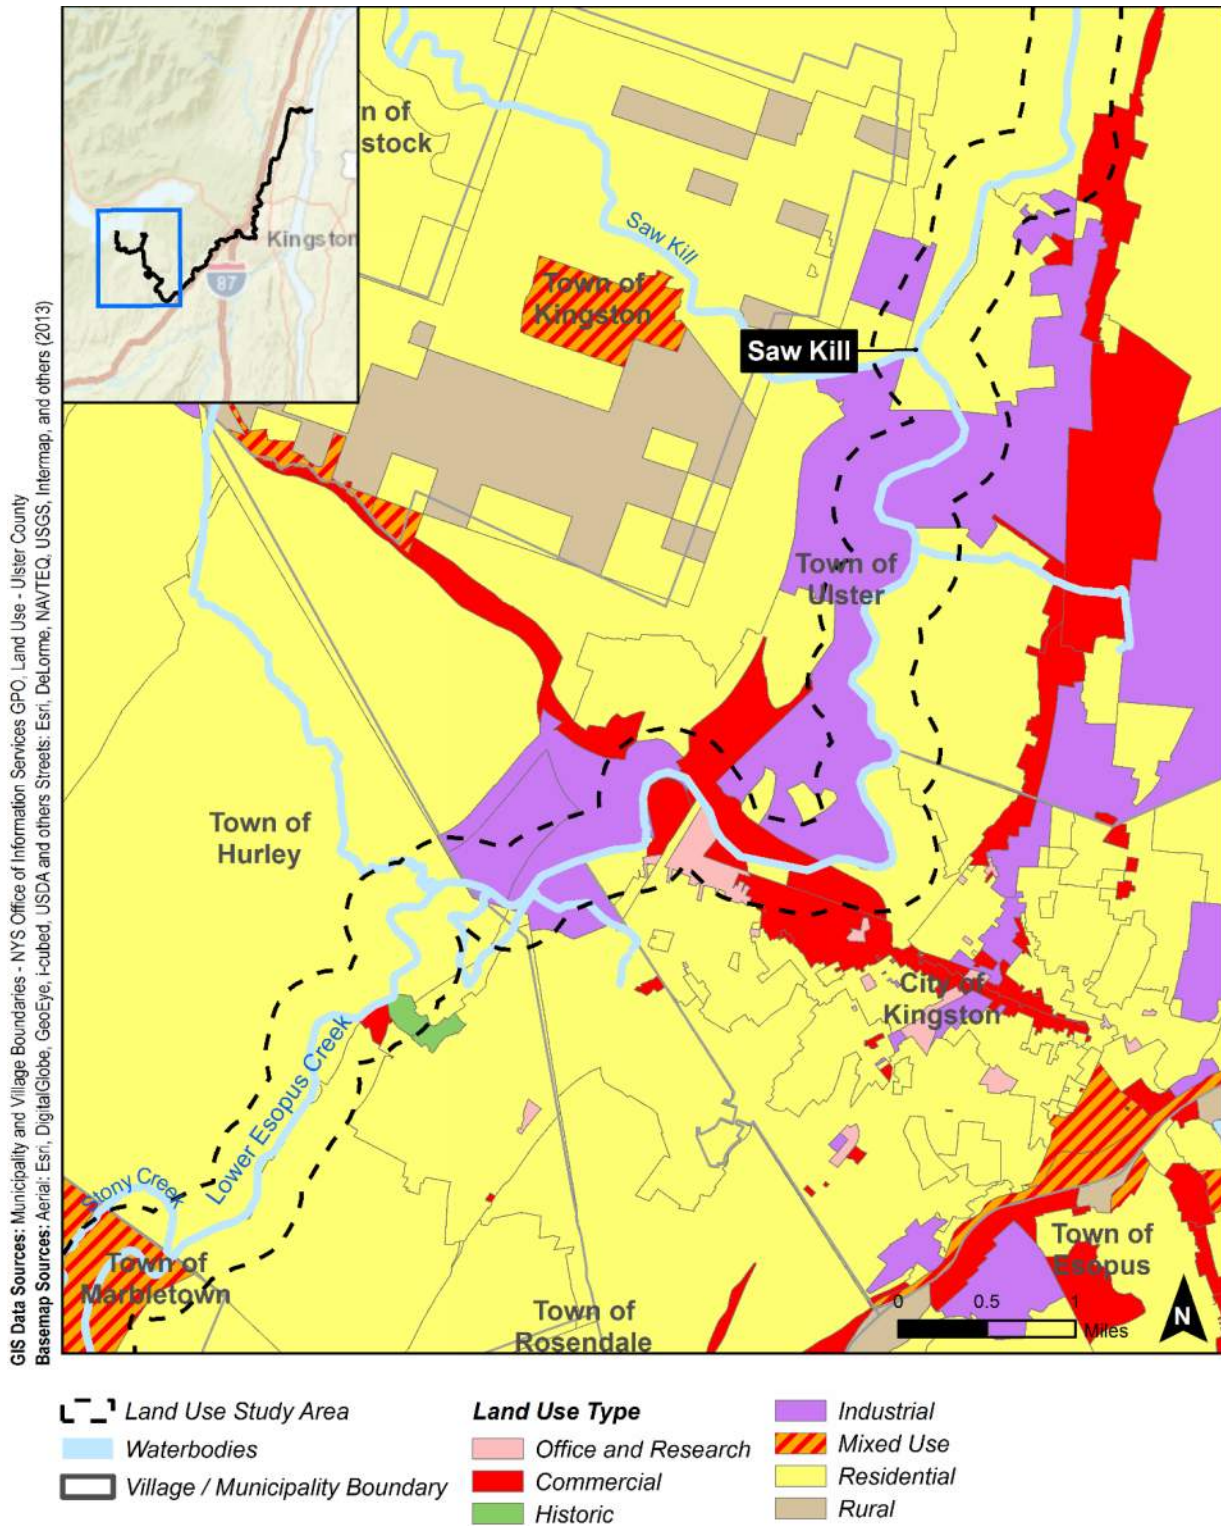 Kingston
87
n of
stock
Saw Kill
Town of
Kingston
Saw Kill
Town of
Ulster
Town of
Hurley
City of
Kingston
Lower Esopus Creek
Stony Creek
Town of
Marbletown
Town of
Rosendale
Town of
Esopus
0 0.5 1
Miles
N
GIS Data Sources: Municipality and Village Boundaries - NYS Office of Information Services GPO, Land Use - Ulster County
Basemap Sources: Aerial: Esri, DigitalGlobe, GeoEye, i-cubed, USDA and others Streets: Esri, DeLorme, NAVTEQ, USGS, Intermap, and others (2013)
Land Use Study Area
Waterbodies
Village / Municipality Boundary
Land Use Type
Office and Research
Commercial
Historic
Industrial
Mixed Use
Residential
Rural